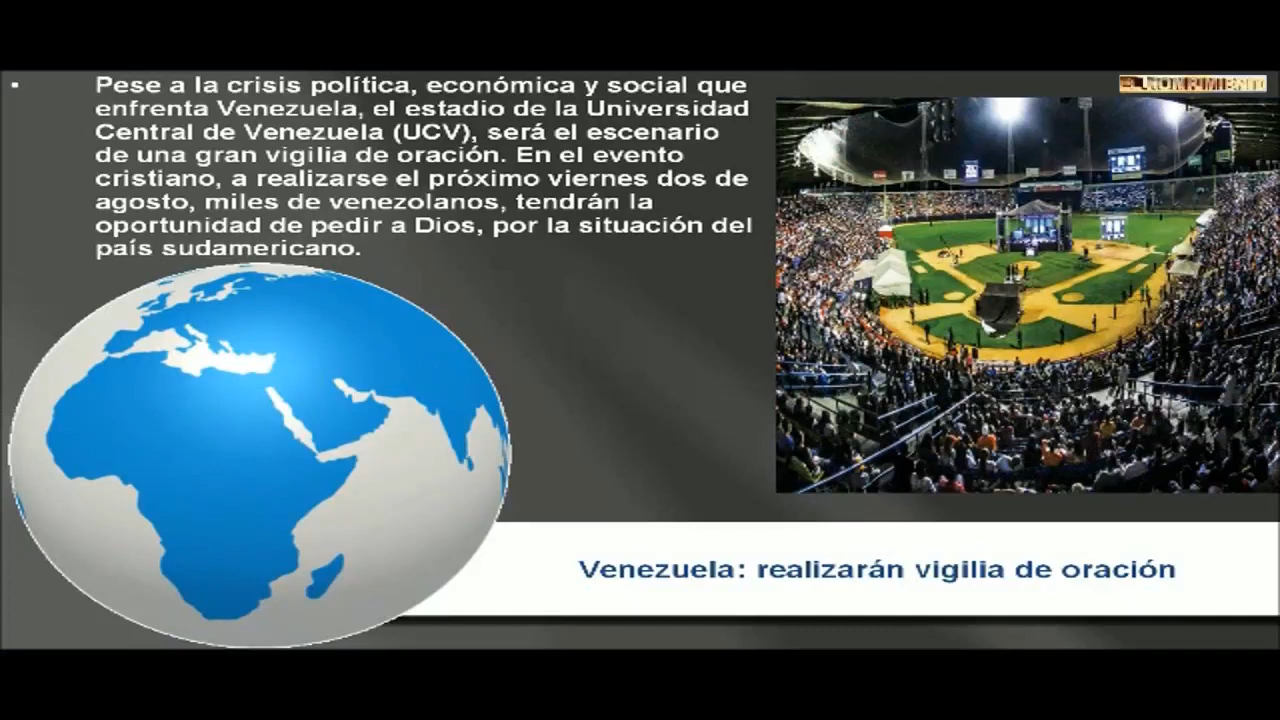 Pese a la crisis política, económica y social que
enfrenta Venezuela, el estadio de la Universidad
Central de Venezuela (UCV), será el escenario
de una gran vigilia de oración. En el evento
cristiano, a realizarse el próximo viernes dos de
agosto, miles de venezolanos, tendrán la
oportunidad de pedir a Dios, por la situación del
país sudamericano.
Venezuela: realizarán vigilia de oración